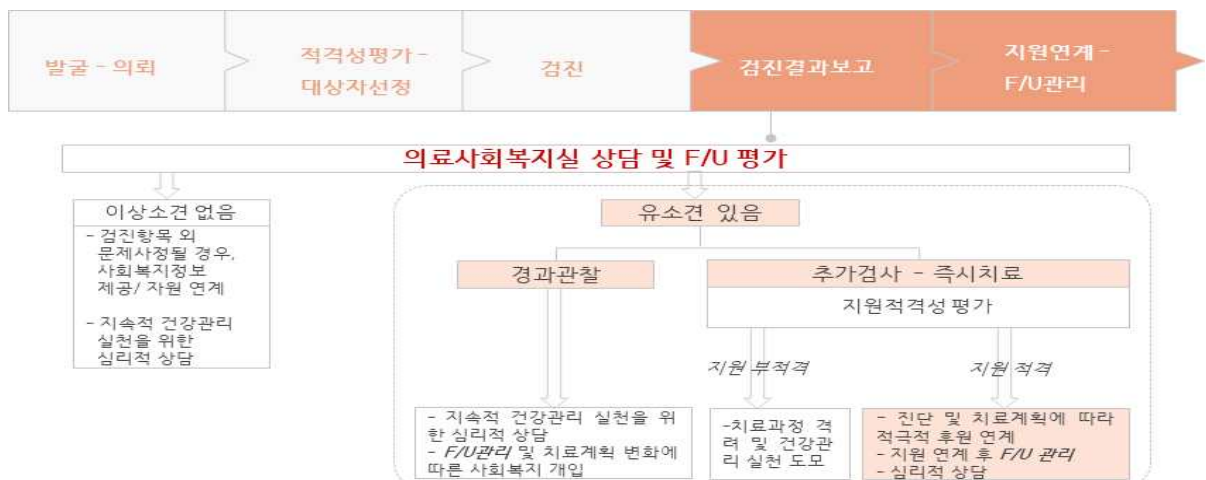 발굴 - 의뢰
적격성평가 -
대상자선정
검진
검진결과보고
지원연계 -
F/U관리
의료사회복지실 상담 및 F/U 평가
이상소견 없음
- 검진항목 외
문제사정될 경우,
사회복지정보
제공/ 자원 연계
- 지속적 건강관리
실천을 위한
심리적 상담
유소견 있음
경과관찰
추가검사 - 즉시치료
지원적격성 평가
지원 부적격
지원 적격
- 지속적 건강관리 실천을 위
한 심리적 상담
- F/U관리 및 치료계획 변화에
따른 사회복지 개입
-치료과정 격
려 및 건강관
리 실천 도모
- 진단 및 치료계획에 따라
적극적 후원 연계
- 지원 연계 후 F/U 관리
- 심리적 상담